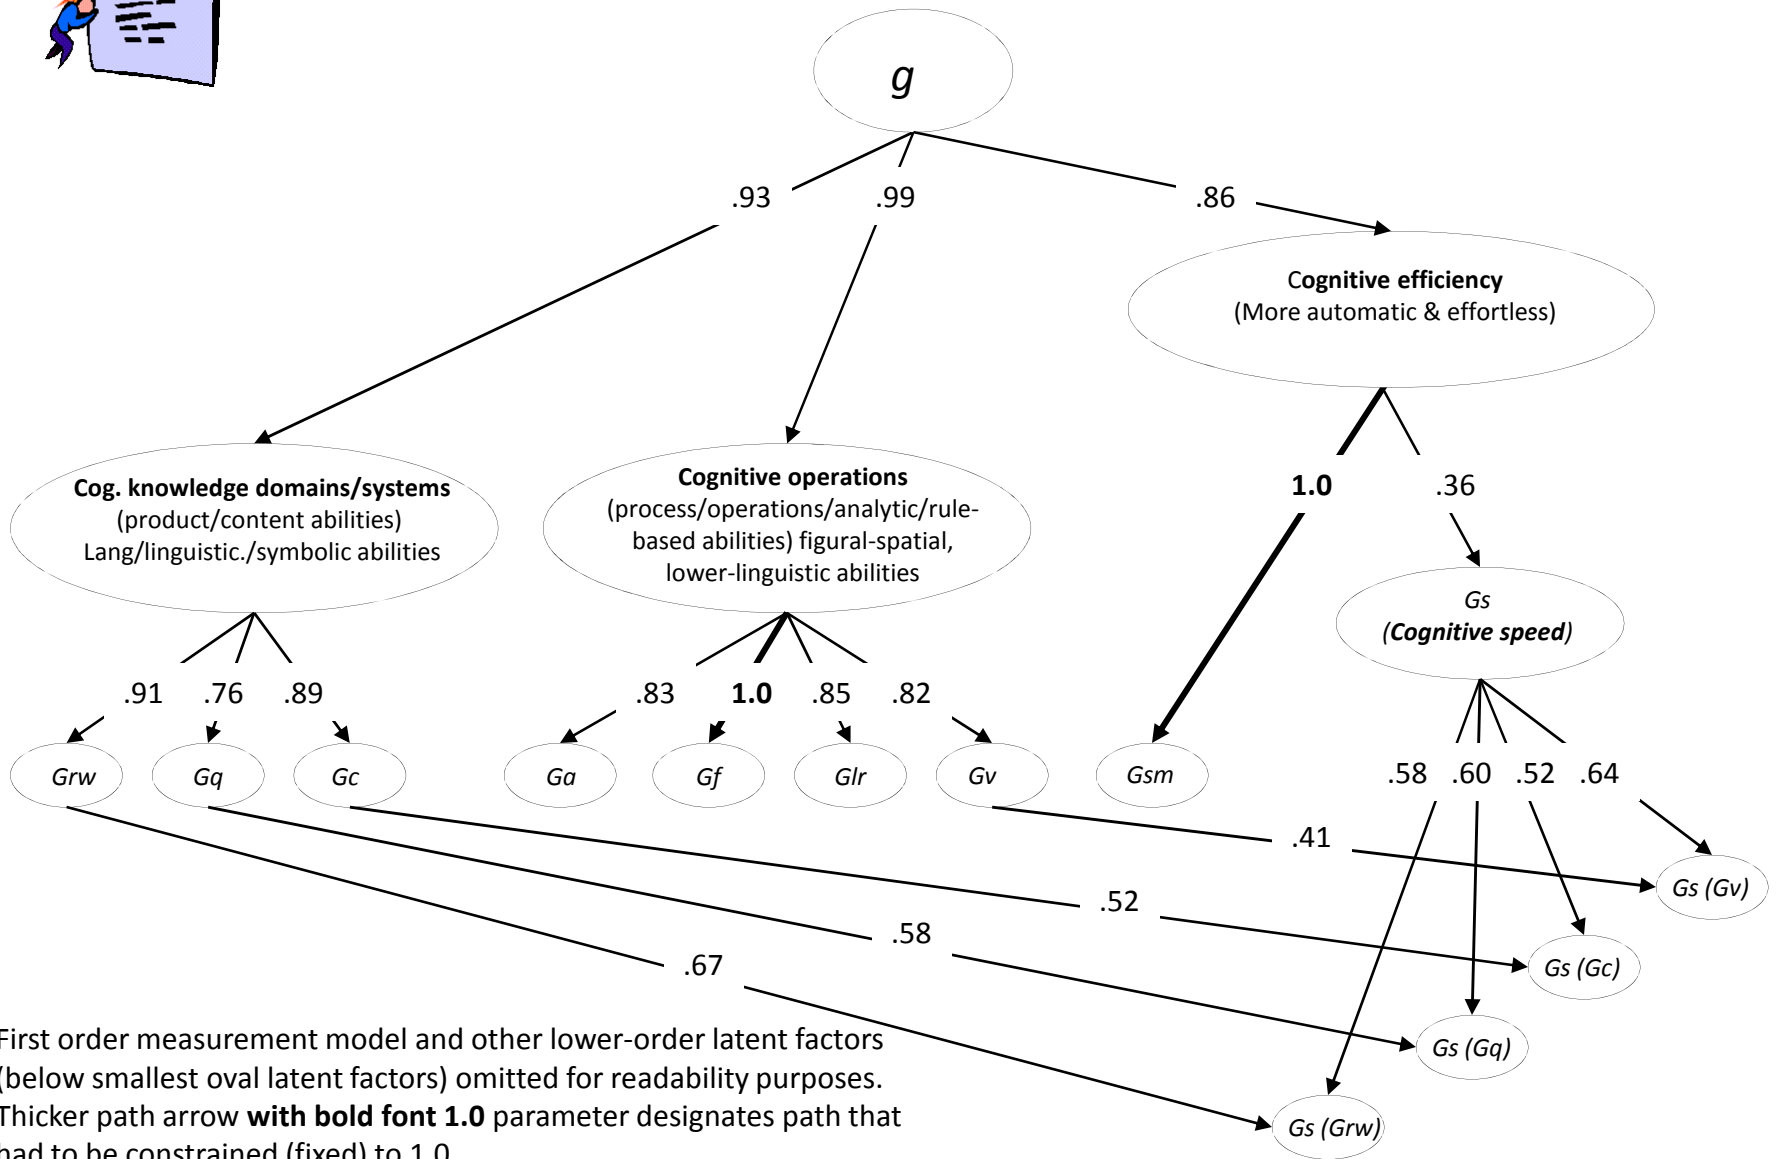 g
.93
.99
.86
Cognitive efficiency
(More automatic & effortless)
Cog. knowledge domains/systems
(product/content abilities)
Lang/linguistic./symbolic abilities
Cognitive operations
(process/operations/analytic/rule-
based abilities) figural-spatial,
lower-linguistic abilities
1.0
.36
Gs
(Cognitive speed)
.91
.76
.89
.83
1.0
.85
.82
Grw
Gq
Gc
Ga
Gf
Glr
Gv
Gsm
.58
.60
.52
.64
.41
.52
.58
.67
Gs (Gv)
Gs (Gc)
Gs (Gq)
Gs (Grw)
First order measurement model and other lower-order latent factors
(below smallest oval latent factors) omitted for readability purposes.
Thicker path arrow with bold font 1.0 parameter designates path that
had to be constrained (fixed) to 1.0